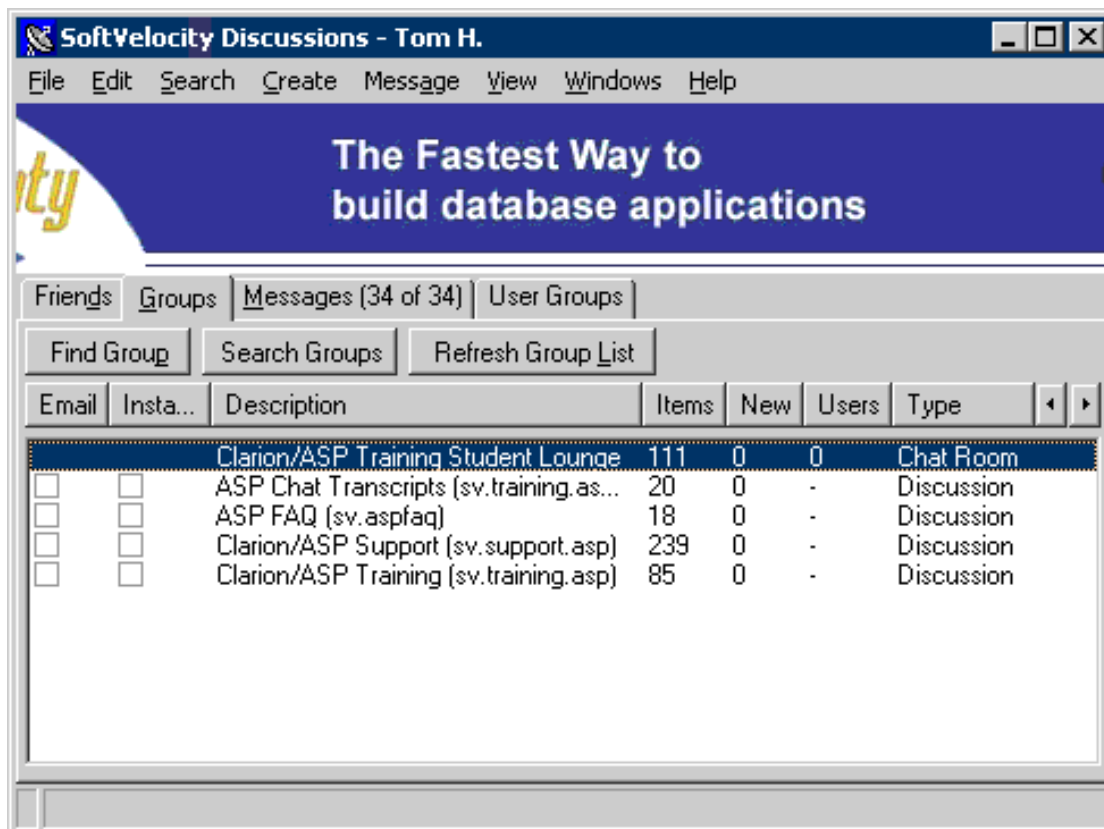 SoftVelocity Discussions - Tom H.
File Edit Search Create Message View Windows Help
ity
The Fastest Way to
build database applications
Friends Groups Messages (34 of 34) User Groups
Find Group Search Groups Refresh Group List
Email Insta... Description Items New Users Type
Clarion/ASP Training Student Lounge 111 0 0 Chat Room
ASP Chat Transcripts (sv.training.as... 20 0 - Discussion
ASP FAQ (sv.aspfaq) 18 0 - Discussion
Clarion/ASP Support (sv.support.asp) 239 0 - Discussion
Clarion/ASP Training (sv.training.asp) 85 0 - Discussion